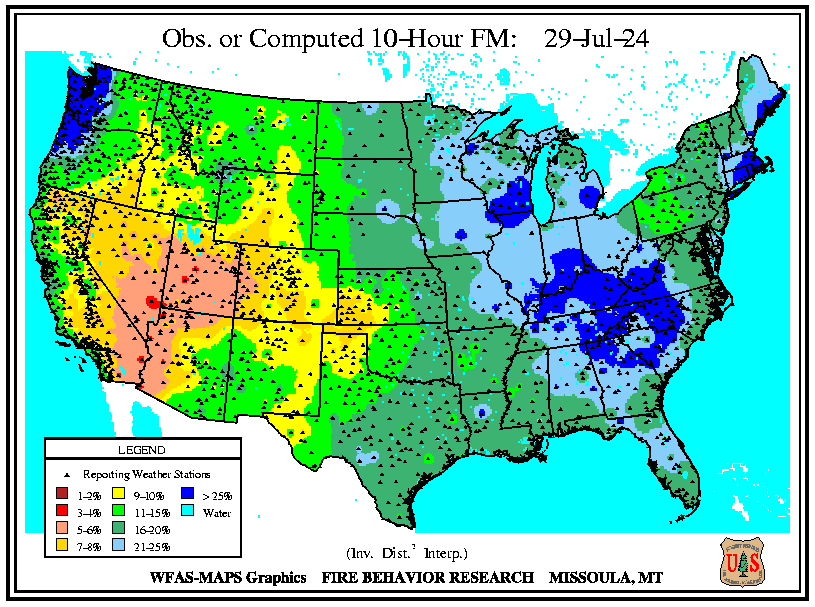 Obs. or Computed 10-Hour FM: 29-Jul-24
LEGEND
Reporting Weather Stations
1-2% 9-10% > 25%
3-4% 11-15% Water
5-6% 16-20%
7-8% 21-25%
(Inv. Dist.² Interp.)
WFAS-MAPS Graphics FIRE BEHAVIOR RESEARCH MISSOULA, MT
U S